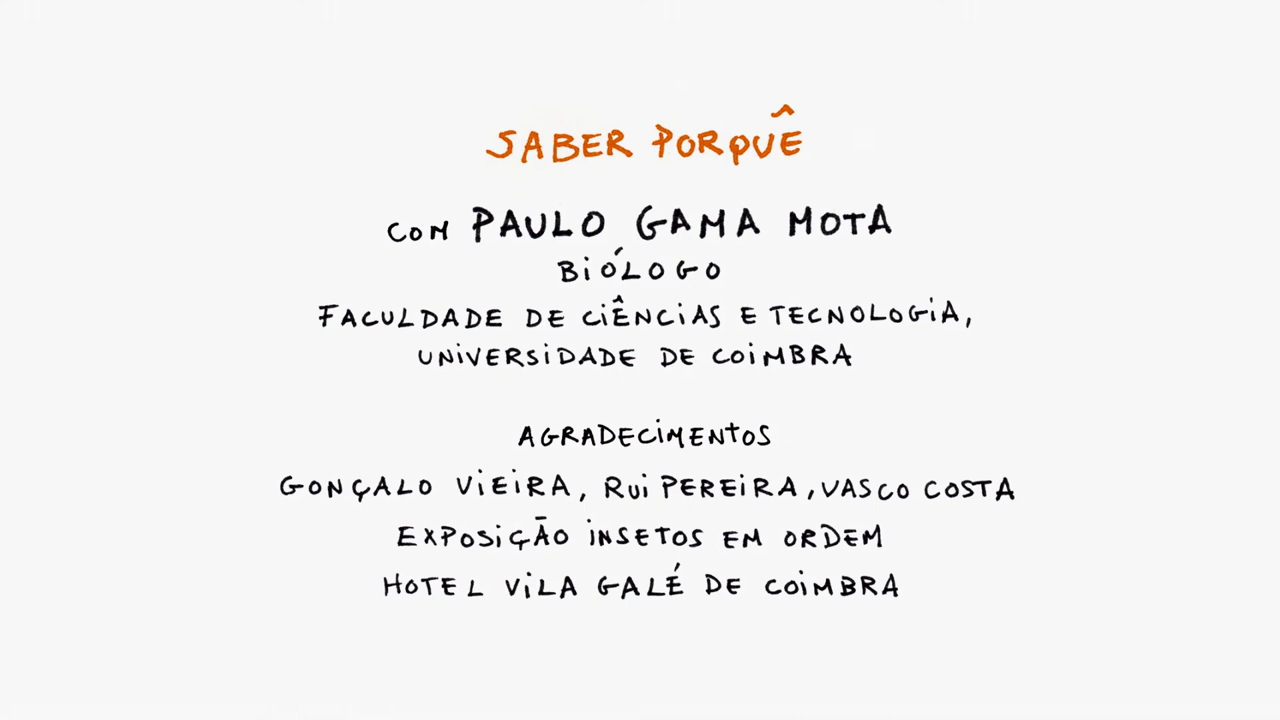 SABER PORQUÊ
COM PAULO GAMA MOTA
BIÓLOGO
FACULDADE DE CIÊNCIAS E TECNOLOGIA,
UNIVERSIDADE DE COIMBRA
AGRADECIMENTOS
GONÇALO VIEIRA, RUI PEREIRA, VASCO COSTA
EXPOSIÇÃO INSETOS EM ORDEM
HOTEL VILA GALÉ DE COIMBRA